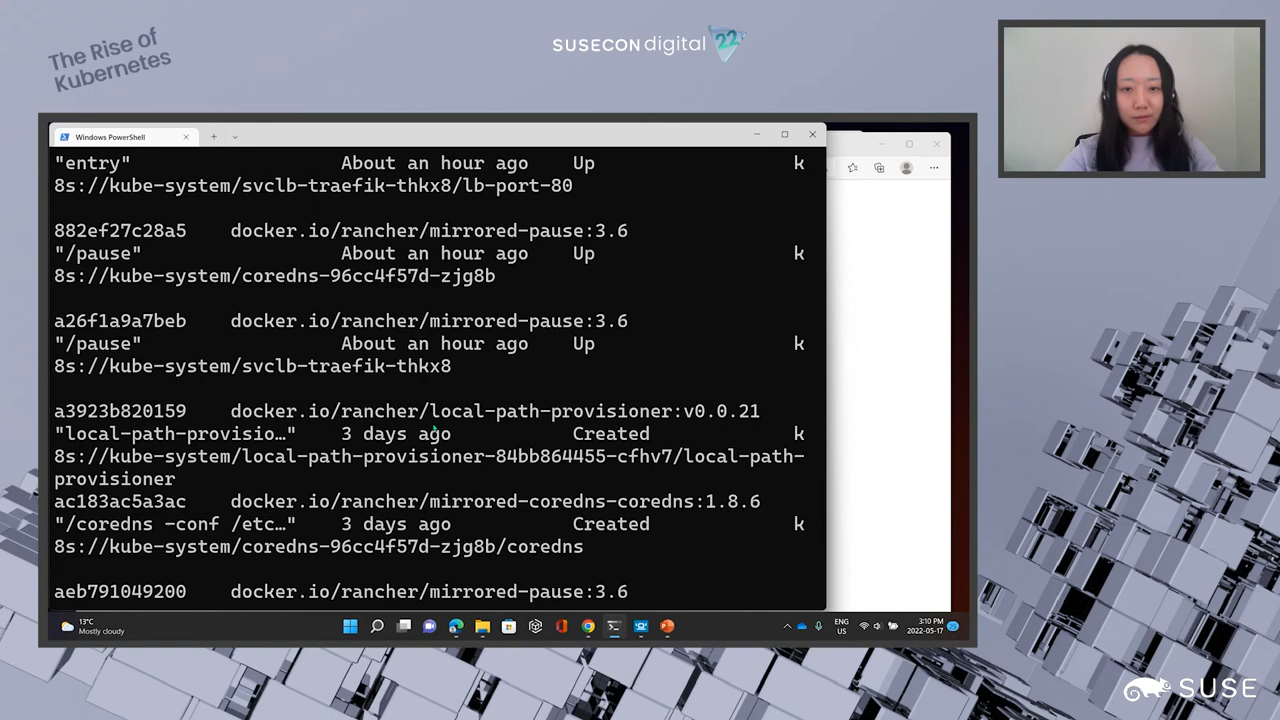 The Rise of
Kubernetes
SUSECON digital 22
Windows PowerShell
"entry" About an hour ago Up k
8s://kube-system/svclb-traefik-thkx8/lb-port-80
882ef27c28a5 docker.io/rancher/mirrored-pause:3.6
"/pause" About an hour ago Up k
8s://kube-system/coredns-96cc4f57d-zjg8b
a26f1a9a7beb docker.io/rancher/mirrored-pause:3.6
"/pause" About an hour ago Up k
8s://kube-system/svclb-traefik-thkx8
a3923b820159 docker.io/rancher/local-path-provisioner:v0.0.21
"local-path-provisio…" 3 days ago Created k
8s://kube-system/local-path-provisioner-84bb864455-cfhv7/local-path-
provisioner
ac183ac5a3ac docker.io/rancher/mirrored-coredns-coredns:1.8.6
"/coredns -conf /etc…" 3 days ago Created k
8s://kube-system/coredns-96cc4f57d-zjg8b/coredns
aeb791049200 docker.io/rancher/mirrored-pause:3.6
13°C
Mostly cloudy
ENG
US
3:10 PM
2022-05-17
SUSE